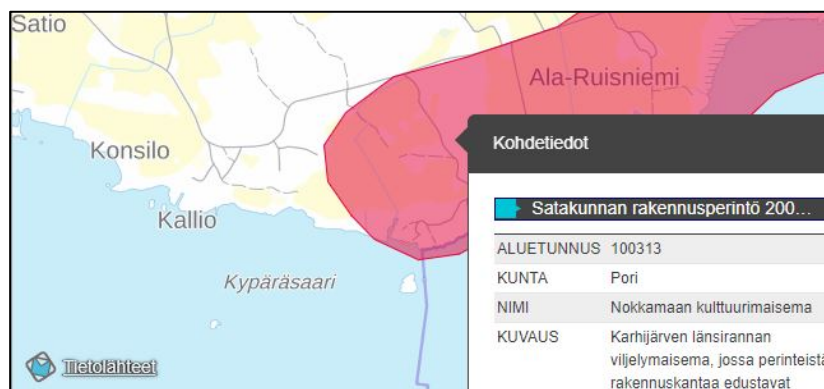 Satio
Ala-Ruisniemi
Konsilo
Kallio
Kypäräsaari
Tietolähteet
Kohdetiedot
Satakunnan rakennusperintö 200...
ALUETUNNUS 100313
KUNTA Pori
NIMI Nokkamaan kulttuurimaisema
KUVAUS Karhijärven länsirannan
viljelymaisema, jossa perinteistä
rakennuskantaa edustavat